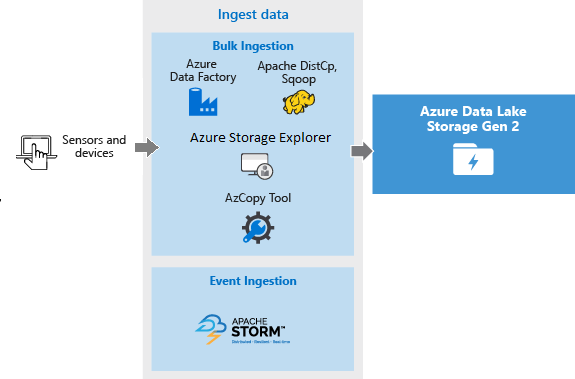 Ingest data
Bulk Ingestion
Azure
Data Factory
Apache DistCp,
Sqoop
Sensors and
devices
Azure Storage Explorer
AzCopy Tool
Azure Data Lake
Storage Gen 2
Event Ingestion
APACHE
STORM™
Distributed • Resilient • Real-time